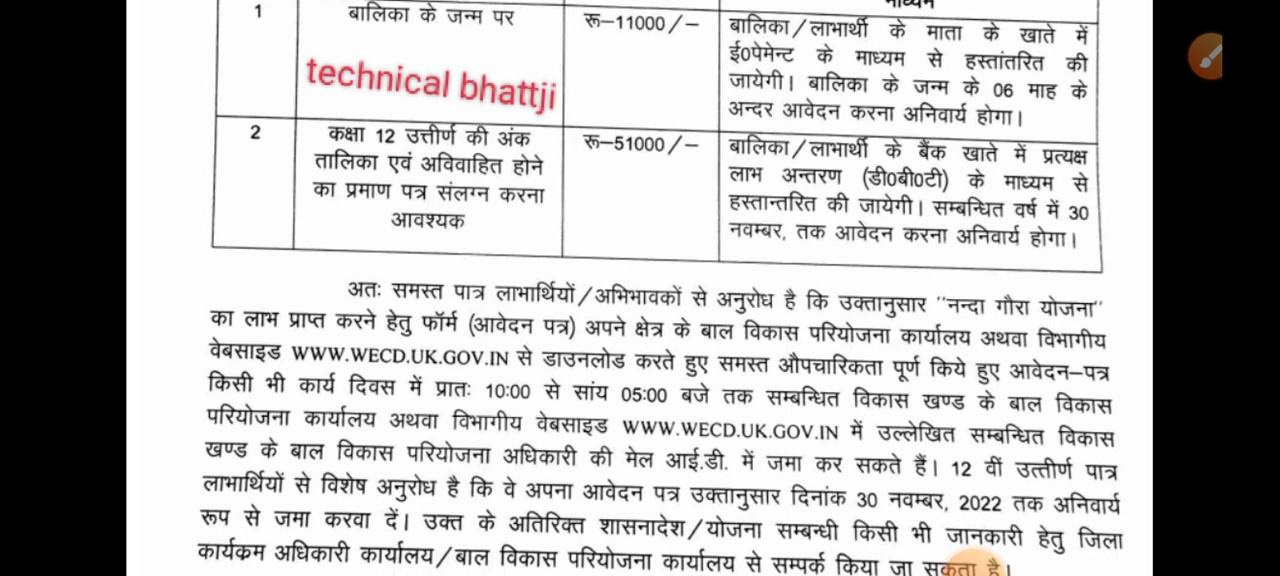 माध्यम
1
बालिका के जन्म पर
रू–11000/–
बालिका/लाभार्थी के माता के खाते में
ई0पेमेन्ट के माध्यम से हस्तांतरित की
जायेगी। बालिका के जन्म के 06 माह के
अन्दर आवेदन करना अनिवार्य होगा।
technical bhattji
2
कक्षा 12 उत्तीर्ण की अंक
तालिका एवं अविवाहित होने
का प्रमाण पत्र संलग्न करना
आवश्यक
रू–51000/–
बालिका/लाभार्थी के बैंक खाते में प्रत्यक्ष
लाभ अन्तरण (डी0बी0टी) के माध्यम से
हस्तान्तरित की जायेगी। सम्बन्धित वर्ष में 30
नवम्बर, तक आवेदन करना अनिवार्य होगा।
अतः समस्त पात्र लाभार्थियों/अभिभावकों से अनुरोध है कि उक्तानुसार "नन्दा गौरा योजना"
का लाभ प्राप्त करने हेतु फॉर्म (आवेदन पत्र) अपने क्षेत्र के बाल विकास परियोजना कार्यालय अथवा विभागीय
वेबसाइड WWW.WECD.UK.GOV.IN से डाउनलोड करते हुए समस्त औपचारिकता पूर्ण किये हुए आवेदन–पत्र
किसी भी कार्य दिवस में प्रातः 10:00 से सांय 05:00 बजे तक सम्बन्धित विकास खण्ड के बाल विकास
परियोजना कार्यालय अथवा विभागीय वेबसाइड WWW.WECD.UK.GOV.IN में उल्लेखित सम्बन्धित विकास
खण्ड के बाल विकास परियोजना अधिकारी की मेल आई.डी. में जमा कर सकते हैं। 12 वीं उत्तीर्ण पात्र
लाभार्थियों से विशेष अनुरोध है कि वे अपना आवेदन पत्र उक्तानुसार दिनांक 30 नवम्बर, 2022 तक अनिवार्य
रूप से जमा करवा दें। उक्त के अतिरिक्त शासनादेश/योजना सम्बन्धी किसी भी जानकारी हेतु जिला
कार्यक्रम अधिकारी कार्यालय/बाल विकास परियोजना कार्यालय से सम्पर्क किया जा सकता है।